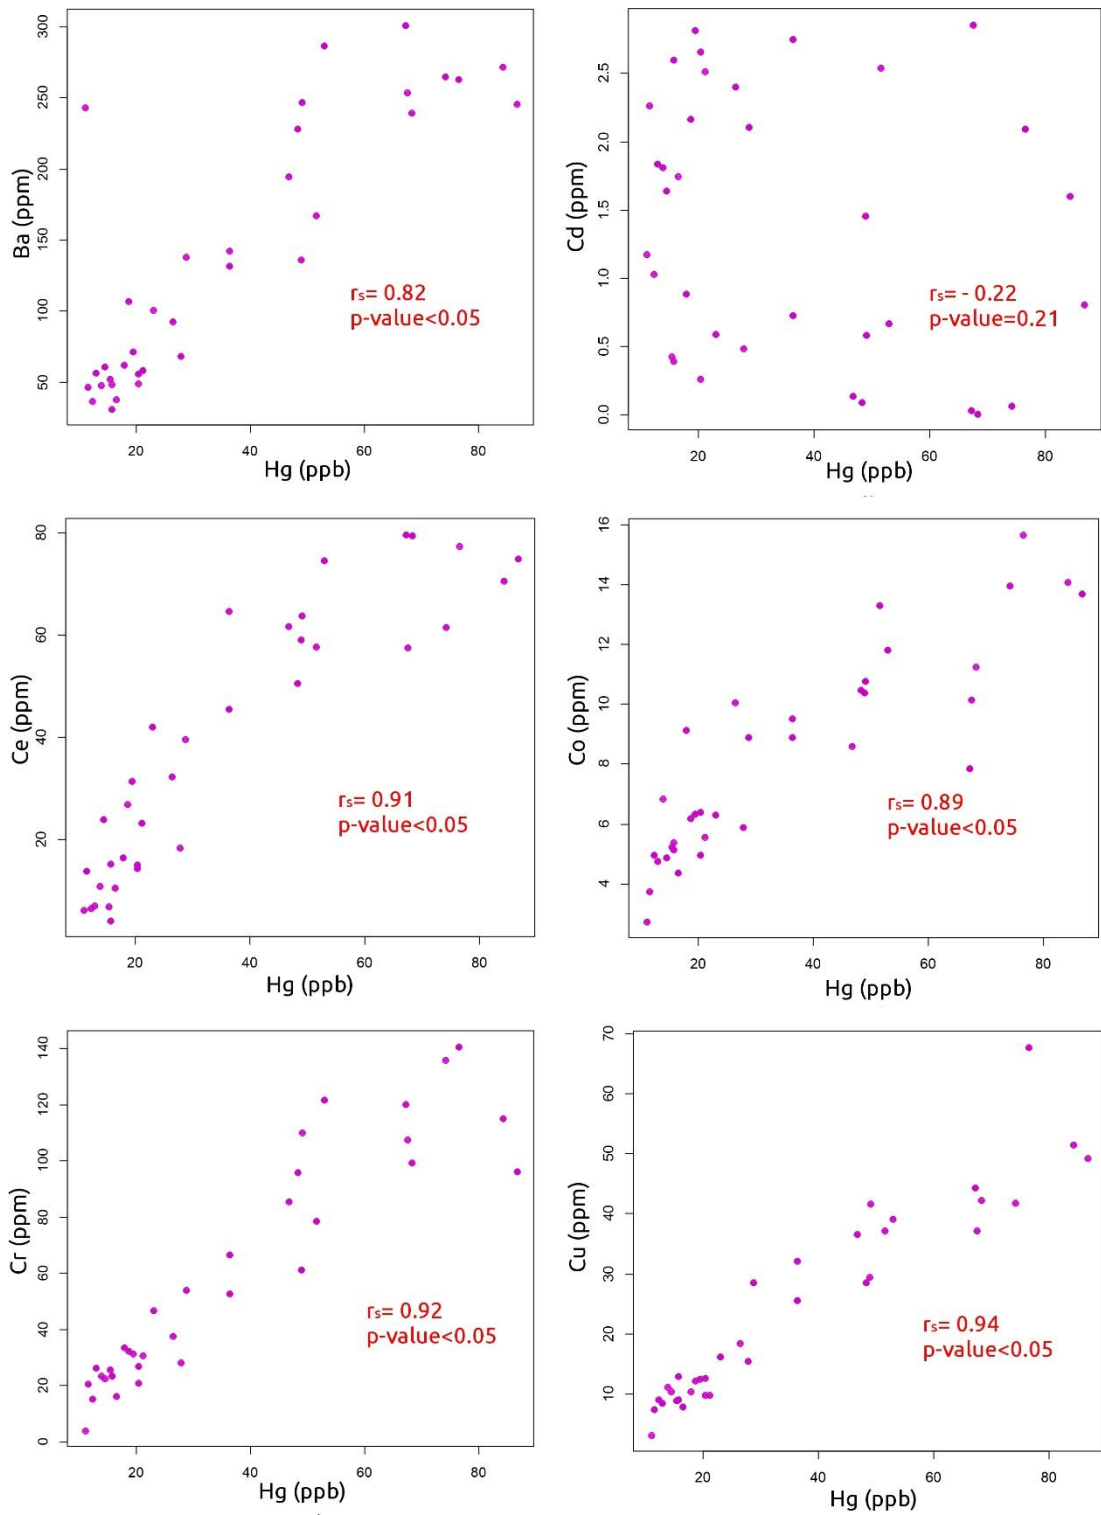 300
250
200
150
100
50
Ba (ppm)
rs= 0.82
p-value<0.05
20 40 60 80
Hg (ppb)
2.5
2.0
1.5
1.0
0.5
0.0
Cd (ppm)
rs= - 0.22
p-value=0.21
20 40 60 80
Hg (ppb)
80
60
40
20
Ce (ppm)
rs= 0.91
p-value<0.05
20 40 60 80
Hg (ppb)
16
14
12
10
8
6
4
Co (ppm)
rs= 0.89
p-value<0.05
20 40 60 80
Hg (ppb)
140
120
100
80
60
40
20
0
Cr (ppm)
rs= 0.92
p-value<0.05
20 40 60 80
Hg (ppb)
70
60
50
40
30
20
10
Cu (ppm)
rs= 0.94
p-value<0.05
20 40 60 80
Hg (ppb)